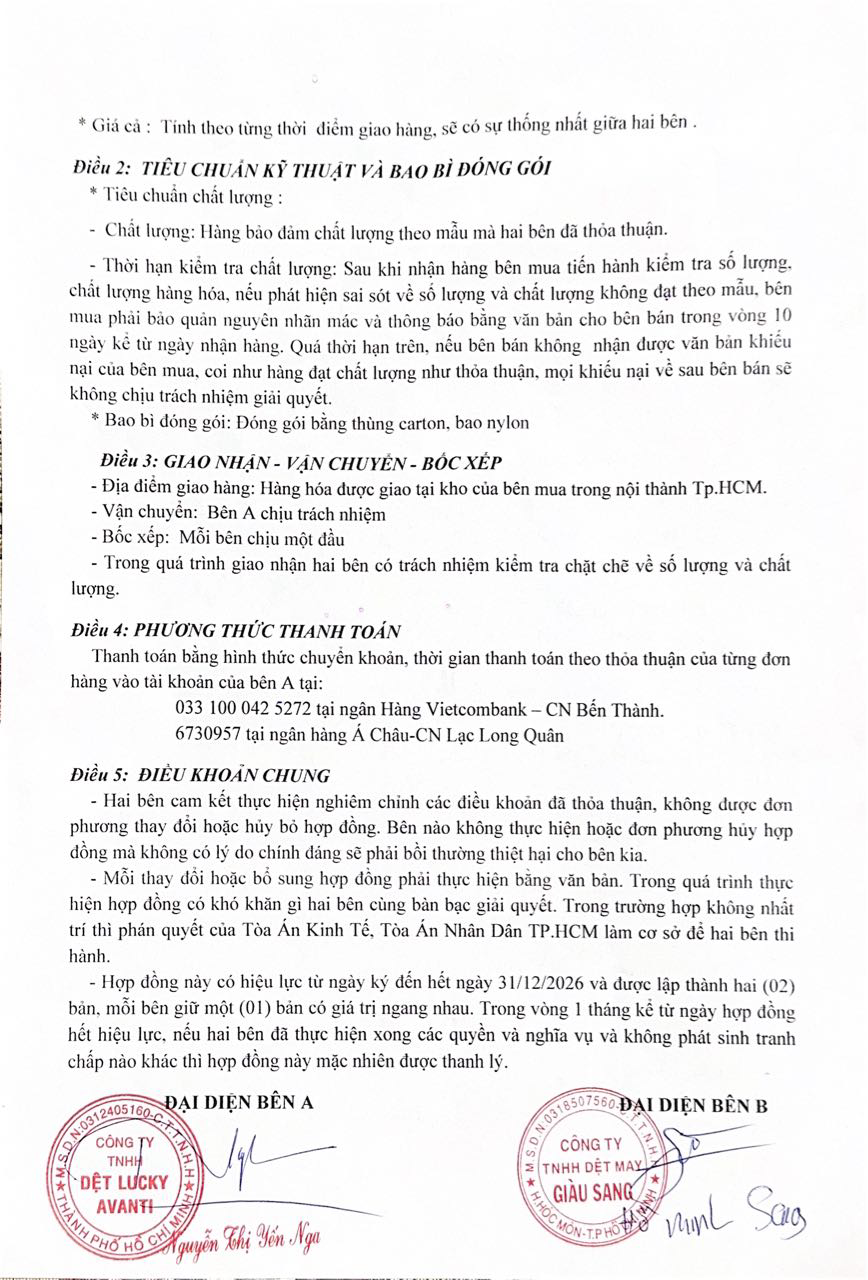 * Giá cả : Tính theo từng thời điểm giao hàng, sẽ có sự thống nhất giữa hai bên .
Điều 2: TIÊU CHUẨN KỸ THUẬT VÀ BAO BÌ ĐÓNG GÓI
* Tiêu chuẩn chất lượng :
- Chất lượng: Hàng bảo đảm chất lượng theo mẫu mà hai bên đã thỏa thuận.
- Thời hạn kiểm tra chất lượng: Sau khi nhận hàng bên mua tiến hành kiểm tra số lượng,
chất lượng hàng hóa, nếu phát hiện sai sót về số lượng và chất lượng không đạt theo mẫu, bên
mua phải bảo quản nguyên nhãn mác và thông báo bằng văn bản cho bên bán trong vòng 10
ngày kể từ ngày nhận hàng. Quá thời hạn trên, nếu bên bán không nhận được văn bản khiếu
nại của bên mua, coi như hàng đạt chất lượng như thỏa thuận, mọi khiếu nại về sau bên bán sẽ
không chịu trách nhiệm giải quyết.
* Bao bì đóng gói: Đóng gói bằng thùng carton, bao nylon
Điều 3: GIAO NHẬN - VẬN CHUYỂN - BỐC XẾP
- Địa điểm giao hàng: Hàng hóa được giao tại kho của bên mua trong nội thành Tp.HCM.
- Vận chuyển: Bên A chịu trách nhiệm
- Bốc xếp: Mỗi bên chịu một đầu
- Trong quá trình giao nhận hai bên có trách nhiệm kiểm tra chặt chẽ về số lượng và chất
lượng.
Điều 4: PHƯƠNG THỨC THANH TOÁN
Thanh toán bằng hình thức chuyển khoản, thời gian thanh toán theo thỏa thuận của từng đơn
hàng vào tài khoản của bên A tại:
033 100 042 5272 tại ngân Hàng Vietcombank – CN Bến Thành.
6730957 tại ngân hàng Á Châu-CN Lạc Long Quân
Điều 5: ĐIỀU KHOẢN CHUNG
- Hai bên cam kết thực hiện nghiêm chỉnh các điều khoản đã thỏa thuận, không được đơn
phương thay đổi hoặc hủy bỏ hợp đồng. Bên nào không thực hiện hoặc đơn phương hủy hợp
đồng mà không có lý do chính đáng sẽ phải bồi thường thiệt hại cho bên kia.
- Mỗi thay đổi hoặc bổ sung hợp đồng phải thực hiện bằng văn bản. Trong quá trình thực
hiện hợp đồng có khó khăn gì hai bên cùng bàn bạc giải quyết. Trong trường hợp không nhất
trí thì phán quyết của Tòa Án Kinh Tế, Tòa Án Nhân Dân TP.HCM làm cơ sở để hai bên thi
hành.
- Hợp đồng này có hiệu lực từ ngày ký đến hết ngày 31/12/2026 và được lập thành hai (02)
bản, mỗi bên giữ một (01) bản có giá trị ngang nhau. Trong vòng 1 tháng kể từ ngày hợp đồng
hết hiệu lực, nếu hai bên đã thực hiện xong các quyền và nghĩa vụ và không phát sinh tranh
chấp nào khác thì hợp đồng này mặc nhiên được thanh lý.
ĐẠI DIỆN BÊN A
ĐẠI DIỆN BÊN B
M.S.D.N:0312405160-C.T.T.N.H.H
CÔNG TY
TNHH
DỆT LUCKY
AVANTI
THÀNH PHỐ HỒ CHÍ MINH
Nguyễn Thị Yến Nga
M.S.D.N:0318507560-C.T.T.N.H.H
CÔNG TY
TNHH DỆT MAY
GIÀU SANG
H.HÓC MÔN-T.P HỒ CHÍ MINH
Hồ Minh Sang